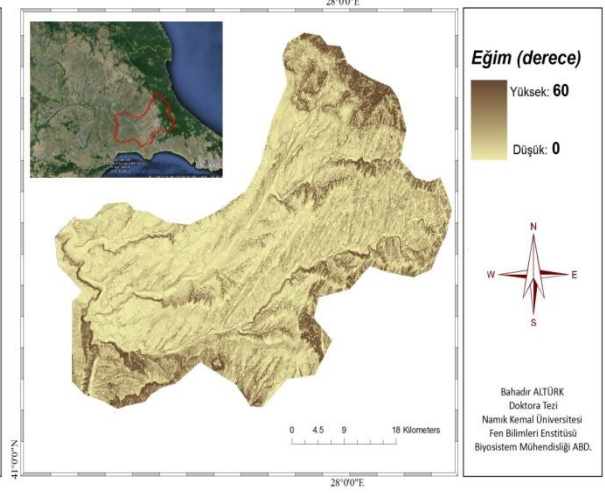 28°0'0"E
Eğim (derece)
Yüksek: 60
Düşük: 0
N
W
E
S
0 4.5 9 18 Kilometers
Bahadır ALTÜRK
Doktora Tezi
Namık Kemal Üniversitesi
Fen Bilimleri Enstitüsü
Biyosistem Mühendisliği ABD.
41°0'0"N
28°0'0"E